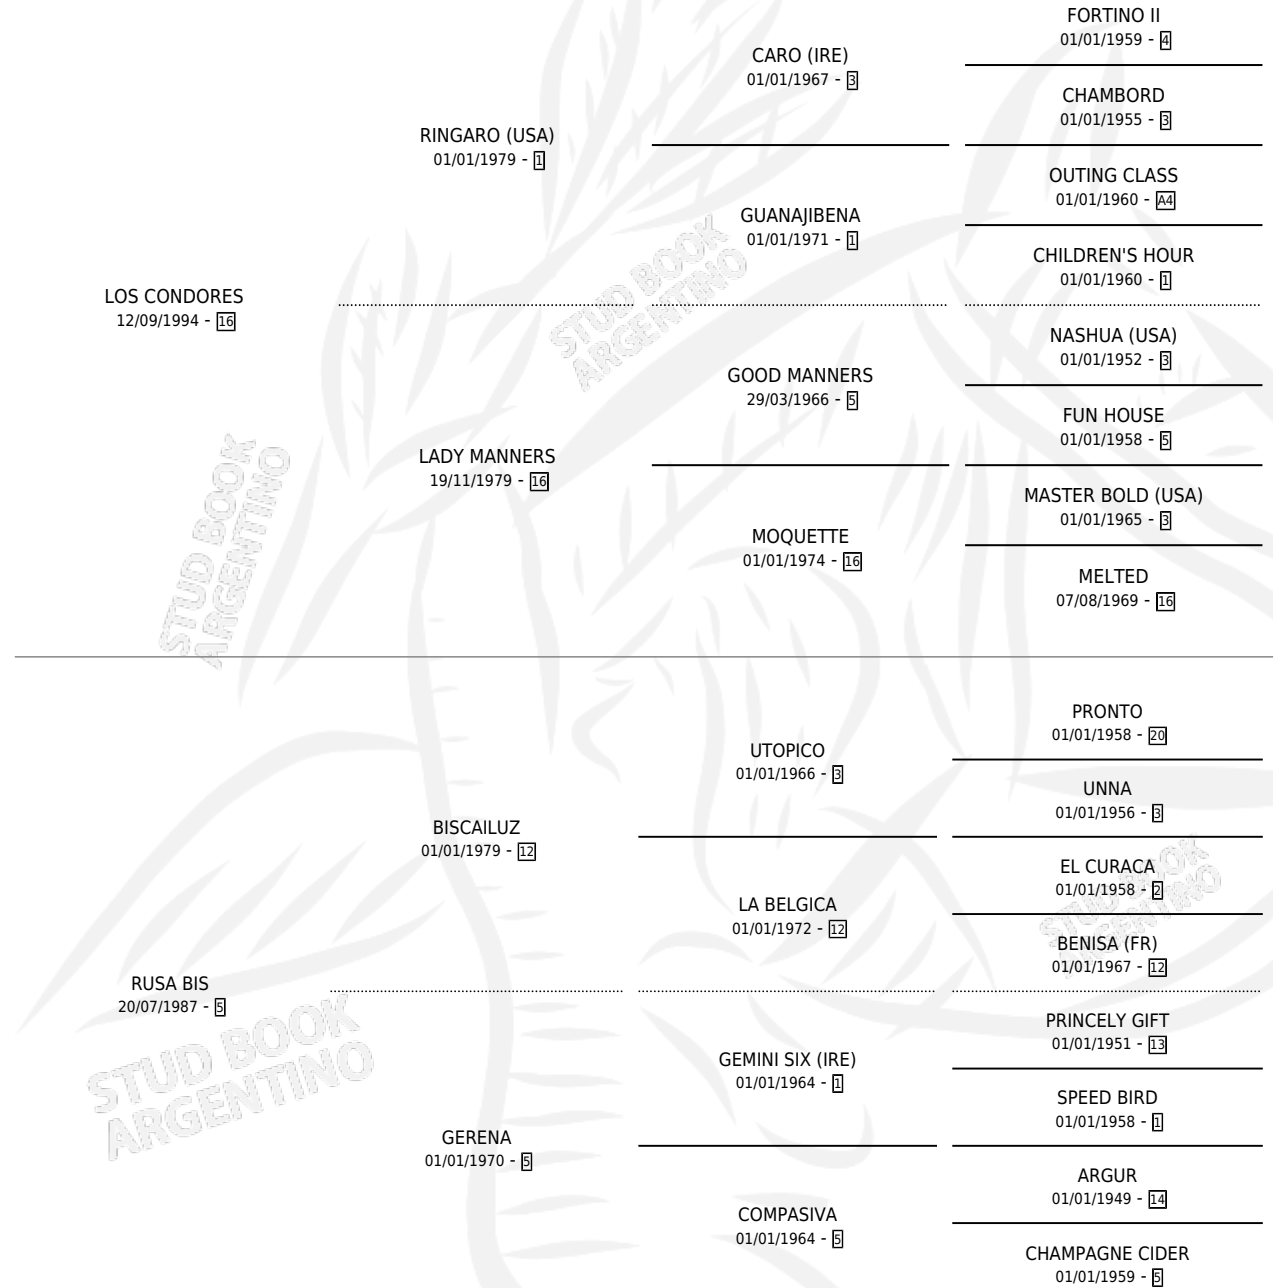 FORTINO II
01/01/1959 - 4
CARO (IRE)
01/01/1967 - 3
CHAMBORD
01/01/1955 - 3
RINGARO (USA)
01/01/1979 - 1
OUTING CLASS
01/01/1960 - A4
GUANAJIBENA
01/01/1971 - 1
CHILDREN'S HOUR
01/01/1960 - 1
LOS CONDORES
12/09/1994 - 16
NASHUA (USA)
01/01/1952 - 3
GOOD MANNERS
29/03/1966 - 5
FUN HOUSE
01/01/1958 - 5
LADY MANNERS
19/11/1979 - 16
MASTER BOLD (USA)
01/01/1965 - 3
MOQUETTE
01/01/1974 - 16
MELTED
07/08/1969 - 16
PRONTO
01/01/1958 - 20
UTOPICO
01/01/1966 - 3
UNNA
01/01/1956 - 3
BISCAILUZ
01/01/1979 - 12
EL CURACA
01/01/1958 - 2
LA BELGICA
01/01/1972 - 12
BENISA (FR)
01/01/1967 - 12
RUSA BIS
20/07/1987 - 5
PRINCELY GIFT
01/01/1951 - 13
GEMINI SIX (IRE)
01/01/1964 - 1
SPEED BIRD
01/01/1958 - 1
GERENA
01/01/1970 - 5
ARGUR
01/01/1949 - 14
COMPASIVA
01/01/1964 - 5
CHAMPAGNE CIDER
01/01/1959 - 5
STUD BOOK
ARGENTINO
STUD BOOK
ARGENTINO
STUD BOOK
ARGENTINO
STUD BOOK
ARGENTINO